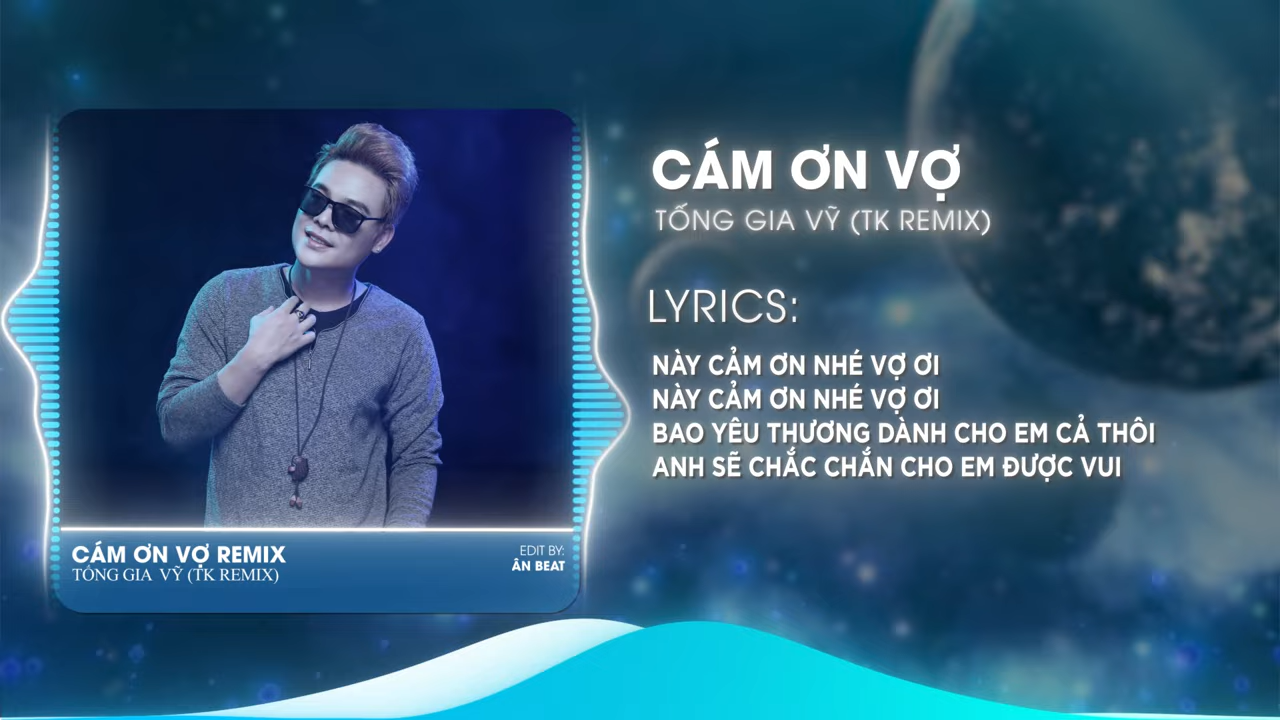 CÁM ƠN VỢ
TỐNG GIA VỸ (TK REMIX)
LYRICS:
NÀY CẢM ƠN NHÉ VỢ ƠI
NÀY CẢM ƠN NHÉ VỢ ƠI
BAO YÊU THƯƠNG DÀNH CHO EM CẢ THÔI
ANH SẼ CHẮC CHẮN CHO EM ĐƯỢC VUI
CÁM ƠN VỢ REMIX
TỐNG GIA VỸ (TK REMIX)
EDIT BY:
ÂN BEAT